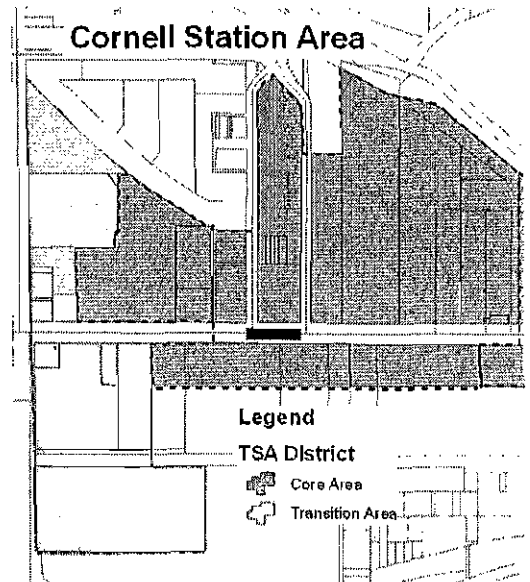 Cornell Station Area
Legend
TSA District
Core Area
Transition Area